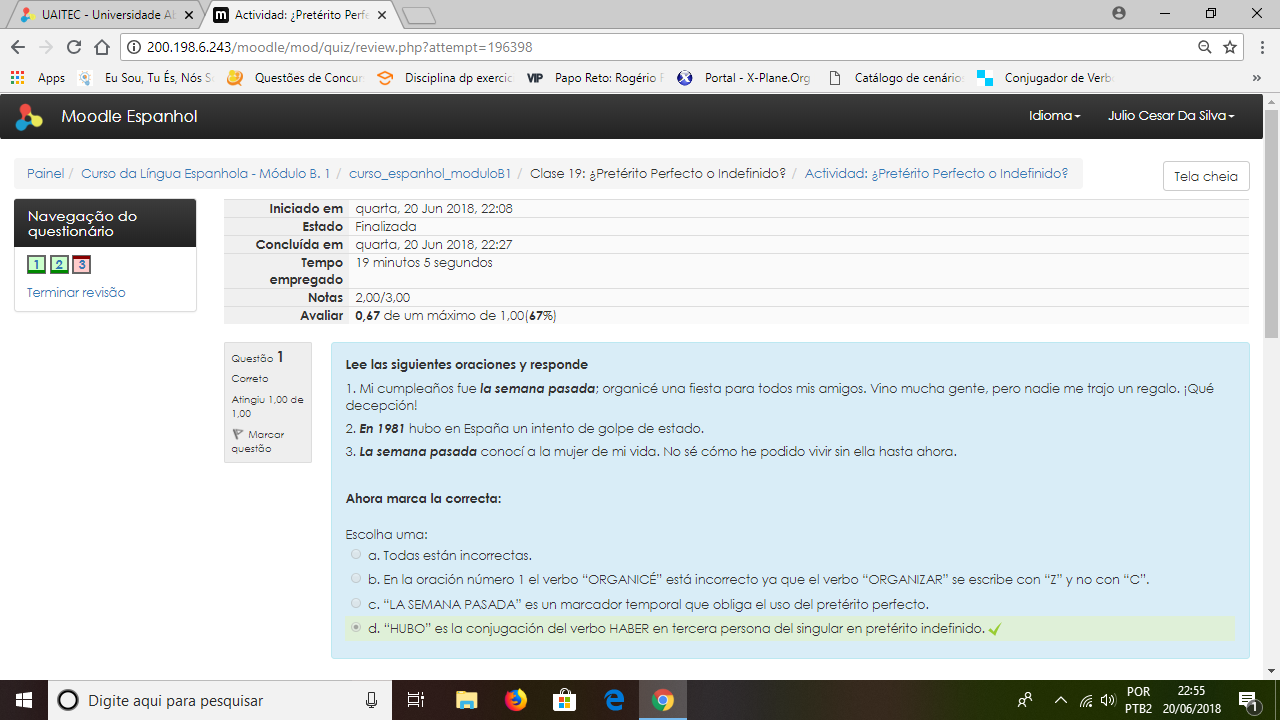 UAITEC - Universidade Ab
Actividad: ¿Pretérito Perfe
200.198.6.243/moodle/mod/quiz/review.php?attempt=196398
Apps
Eu Sou, Tu És, Nós S
Questões de Concur
Disciplina dp exercic
VIP Papo Reto: Rogério F
Portal - X-Plane.Org
Catálogo de cenário
Conjugador de Verb
»
Moodle Espanhol
Idioma
Julio Cesar Da Silva
Painel / Curso da Língua Espanhola - Módulo B. 1 / curso_espanhol_moduloB1 / Clase 19: ¿Pretérito Perfecto o Indefinido? / Actividad: ¿Pretérito Perfecto o Indefinido?
Tela cheia
Navegação do
questionário
1 2 3
Terminar revisão
Iniciado em quarta, 20 Jun 2018, 22:08
Estado Finalizada
Concluída em quarta, 20 Jun 2018, 22:27
Tempo 19 minutos 5 segundos
empregado
Notas 2,00/3,00
Avaliar 0,67 de um máximo de 1,00(67%)
Questão 1
Correto
Atingiu 1,00 de
1,00
Marcar
questão
Lee las siguientes oraciones y responde
1. Mi cumpleaños fue la semana pasada; organicé una fiesta para todos mis amigos. Vino mucha gente, pero nadie me trajo un regalo. ¡Qué
decepción!
2. En 1981 hubo en España un intento de golpe de estado.
3. La semana pasada conocí a la mujer de mi vida. No sé cómo he podido vivir sin ella hasta ahora.
Ahora marca la correcta:
Escolha uma:
a. Todas están incorrectas.
b. En la oración número 1 el verbo “ORGANICÉ” está incorrecto ya que el verbo “ORGANIZAR” se escribe con “Z” y no con “C”.
c. “LA SEMANA PASADA” es un marcador temporal que obliga el uso del pretérito perfecto.
d. “HUBO” es la conjugación del verbo HABER en tercera persona del singular en pretérito indefinido.
Digite aqui para pesquisar
POR
PTB2
22:55
20/06/2018
1